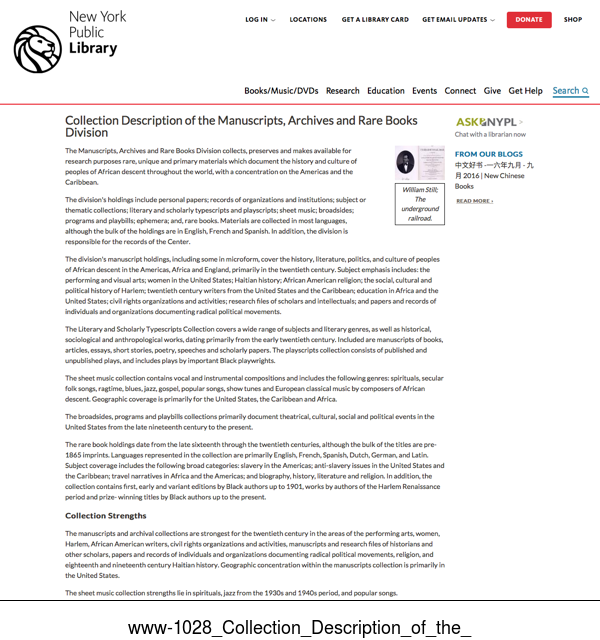 New York
Public
Library
LOG IN
LOCATIONS
GET A LIBRARY CARD
GET EMAIL UPDATES
DONATE
SHOP
Books/Music/DVDs Research Education Events Connect Give Get Help Search
Collection Description of the Manuscripts, Archives and Rare Books
Division
The Manuscripts, Archives and Rare Books Division collects, preserves and makes available for
research purposes rare, unique and primary materials which document the history and culture of
peoples of African descent throughout the world, with a concentration on the Americas and the
Caribbean.
The division's holdings include personal papers; records of organizations and institutions; subject or
thematic collections; literary and scholarly typescripts and playscripts; sheet music; broadsides;
programs and playbills; ephemera; and, rare books. Materials are collected in most languages,
although the bulk of the holdings are in English, French and Spanish. In addition, the division is
responsible for the records of the Center.
William Still;
The
underground
railroad.
The division's manuscript holdings, including some in microform, cover the history, literature, politics, and culture of peoples
of African descent in the Americas, Africa and England, primarily in the twentieth century. Subject emphasis includes: the
performing and visual arts; women in the United States; Haitian history; African American religion; the social, cultural and
political history of Harlem; twentieth century writers from the United States and the Caribbean; education in Africa and the
United States; civil rights organizations and activities; research files of scholars and intellectuals; and papers and records of
individuals and organizations documenting radical political movements.
The Literary and Scholarly Typescripts Collection covers a wide range of subjects and literary genres, as well as historical,
sociological and anthropological works, dating primarily from the early twentieth century. Included are manuscripts of books,
articles, essays, short stories, poetry, speeches and scholarly papers. The playscripts collection consists of published and
unpublished plays, and includes plays by important Black playwrights.
The sheet music collection contains vocal and instrumental compositions and includes the following genres: spirituals, secular
folk songs, ragtime, blues, jazz, gospel, popular songs, show tunes and European classical music by composers of African
descent. Geographic coverage is primarily for the United States, the Caribbean and Africa.
The broadsides, programs and playbills collections primarily document theatrical, cultural, social and political events in the
United States from the late nineteenth century to the present.
The rare book holdings date from the late sixteenth through the twentieth centuries, although the bulk of the titles are pre-
1865 imprints. Languages represented in the collection are primarily English, French, Spanish, Dutch, German, and Latin.
Subject coverage includes the following broad categories: slavery in the Americas; anti-slavery issues in the United States and
the Caribbean; travel narratives in Africa and the Americas; and biography, history, literature and religion. In addition, the
collection contains first, early and variant editions by Black authors up to 1901, works by authors of the Harlem Renaissance
period and prize- winning titles by Black authors up to the present.
Collection Strengths
The manuscripts and archival collections are strongest for the twentieth century in the areas of the performing arts, women,
Harlem, African American writers, civil rights organizations and activities, manuscripts and research files of historians and
other scholars, papers and records of individuals and organizations documenting radical political movements, religion, and
eighteenth and nineteenth century Haitian history. Geographic concentration within the manuscripts collection is primarily in
the United States.
The sheet music collection strengths lie in spirituals, jazz from the 1930s and 1940s period, and popular songs.
ASK NYPL >
Chat with a librarian now
FROM OUR BLOGS
中文好书 -一六年九月 - 九
月 2016 | New Chinese
Books
READ MORE ›
www-1028_Collection_Description_of_the_